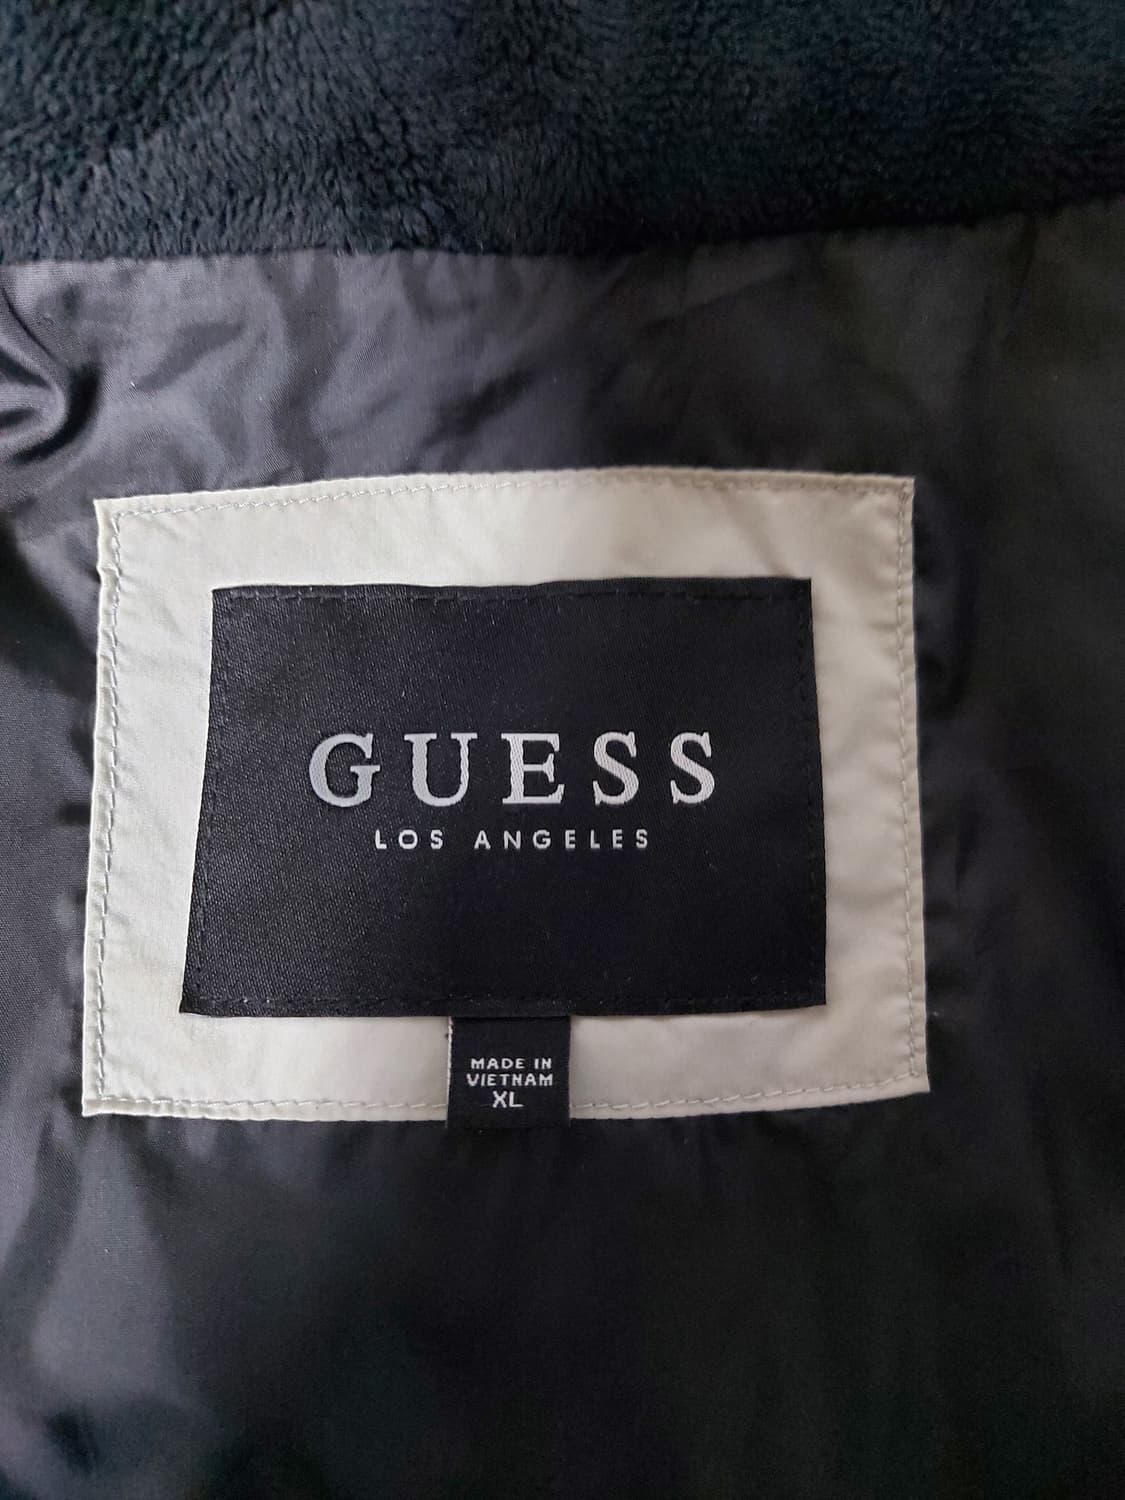 GUESS
LOS ANGELES
MADE IN
VIETNAM
XL